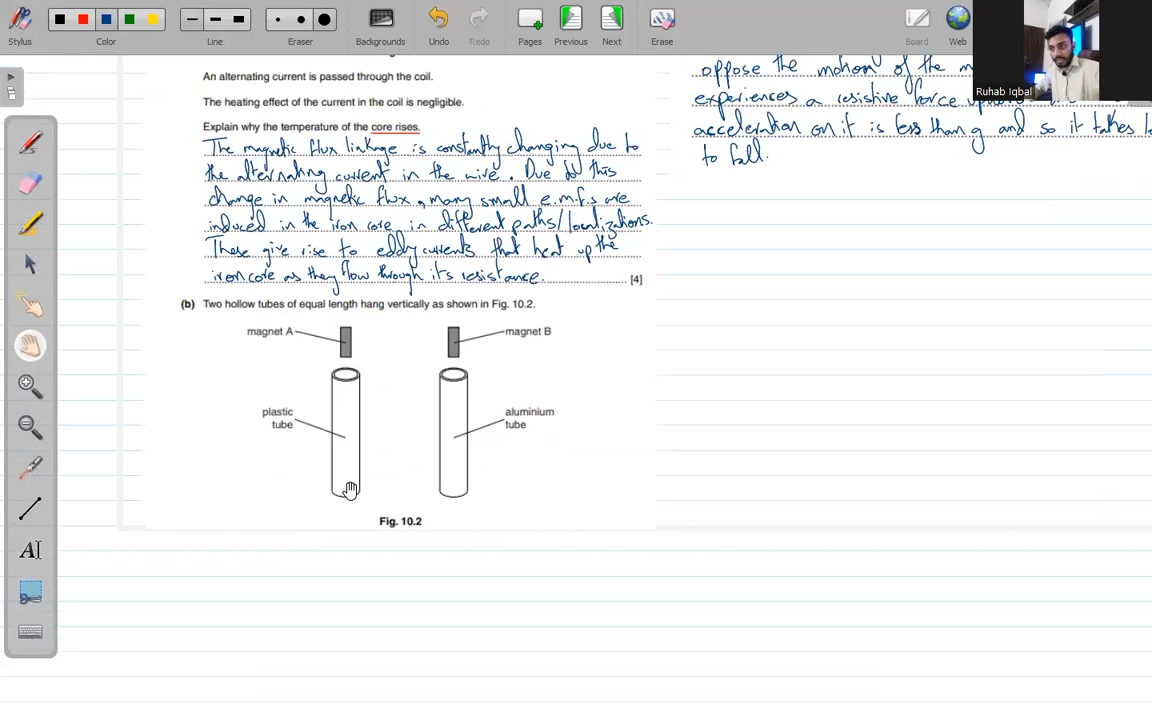 Stylus
Color
Line
Eraser
Backgrounds
Undo
Redo
Pages
Previous
Next
Erase
Board
Web
Ruhab Iqbal
An alternating current is passed through the coil.
The heating effect of the current in the coil is negligible.
Explain why the temperature of the core rises.
The magnetic flux linkage is constantly changing due to
the alternating current in the wire. Due to this
change in magnetic flux, many small e.m.fs are
induced in the iron core in different paths/localizations.
These give rise to eddy currents that heat up the
iron core as they flow through its resistance.
[4]
(b) Two hollow tubes of equal length hang vertically as shown in Fig. 10.2.
magnet A
magnet B
plastic
tube
aluminium
tube
Fig. 10.2
oppose the motion of the
experiences a resistive force
acceleration on it is less than g and so it takes
to fall.
AI